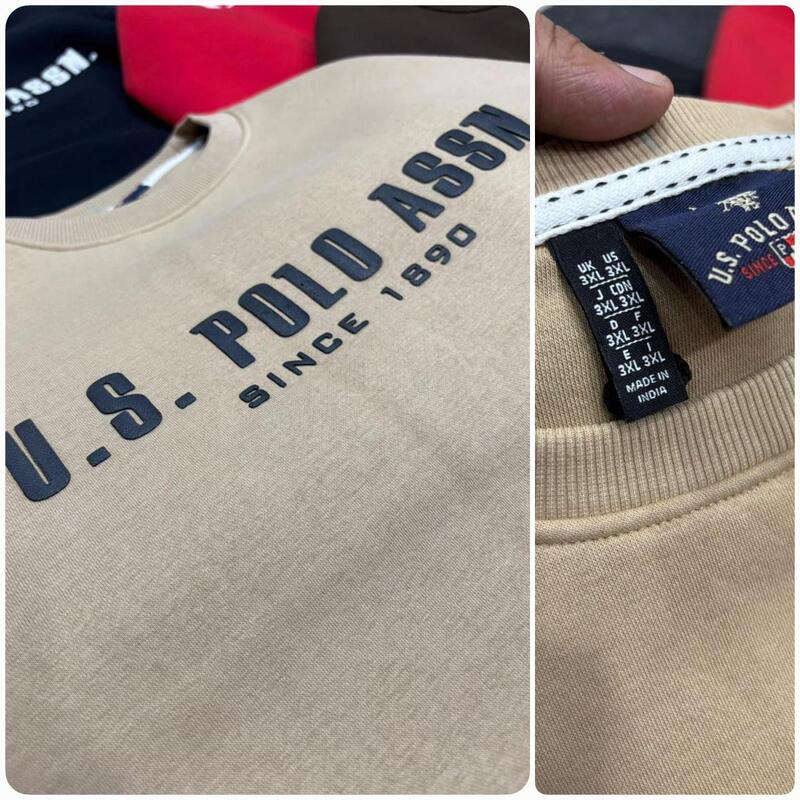 ASSN
U.S. POLO ASSN
SINCE 1890
UK US
3XL 3XL
J CDN
3XL 3XL
D F
3XL 3XL
E I
3XL 3XL
MADE IN
INDIA
U.S. POLO
SINCE